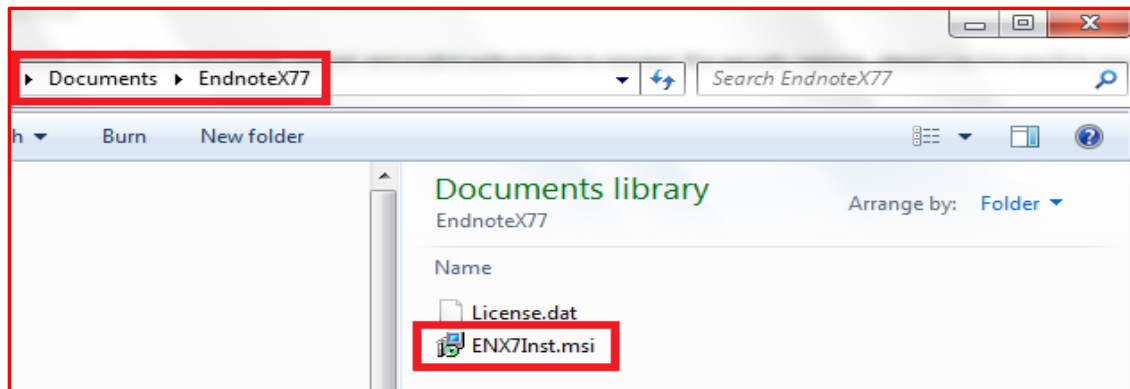 Documents EndnoteX77 Search EndnoteX77
h Burn New folder
Documents library
EndnoteX77 Arrange by: Folder
Name
License.dat
ENX7Inst.msi